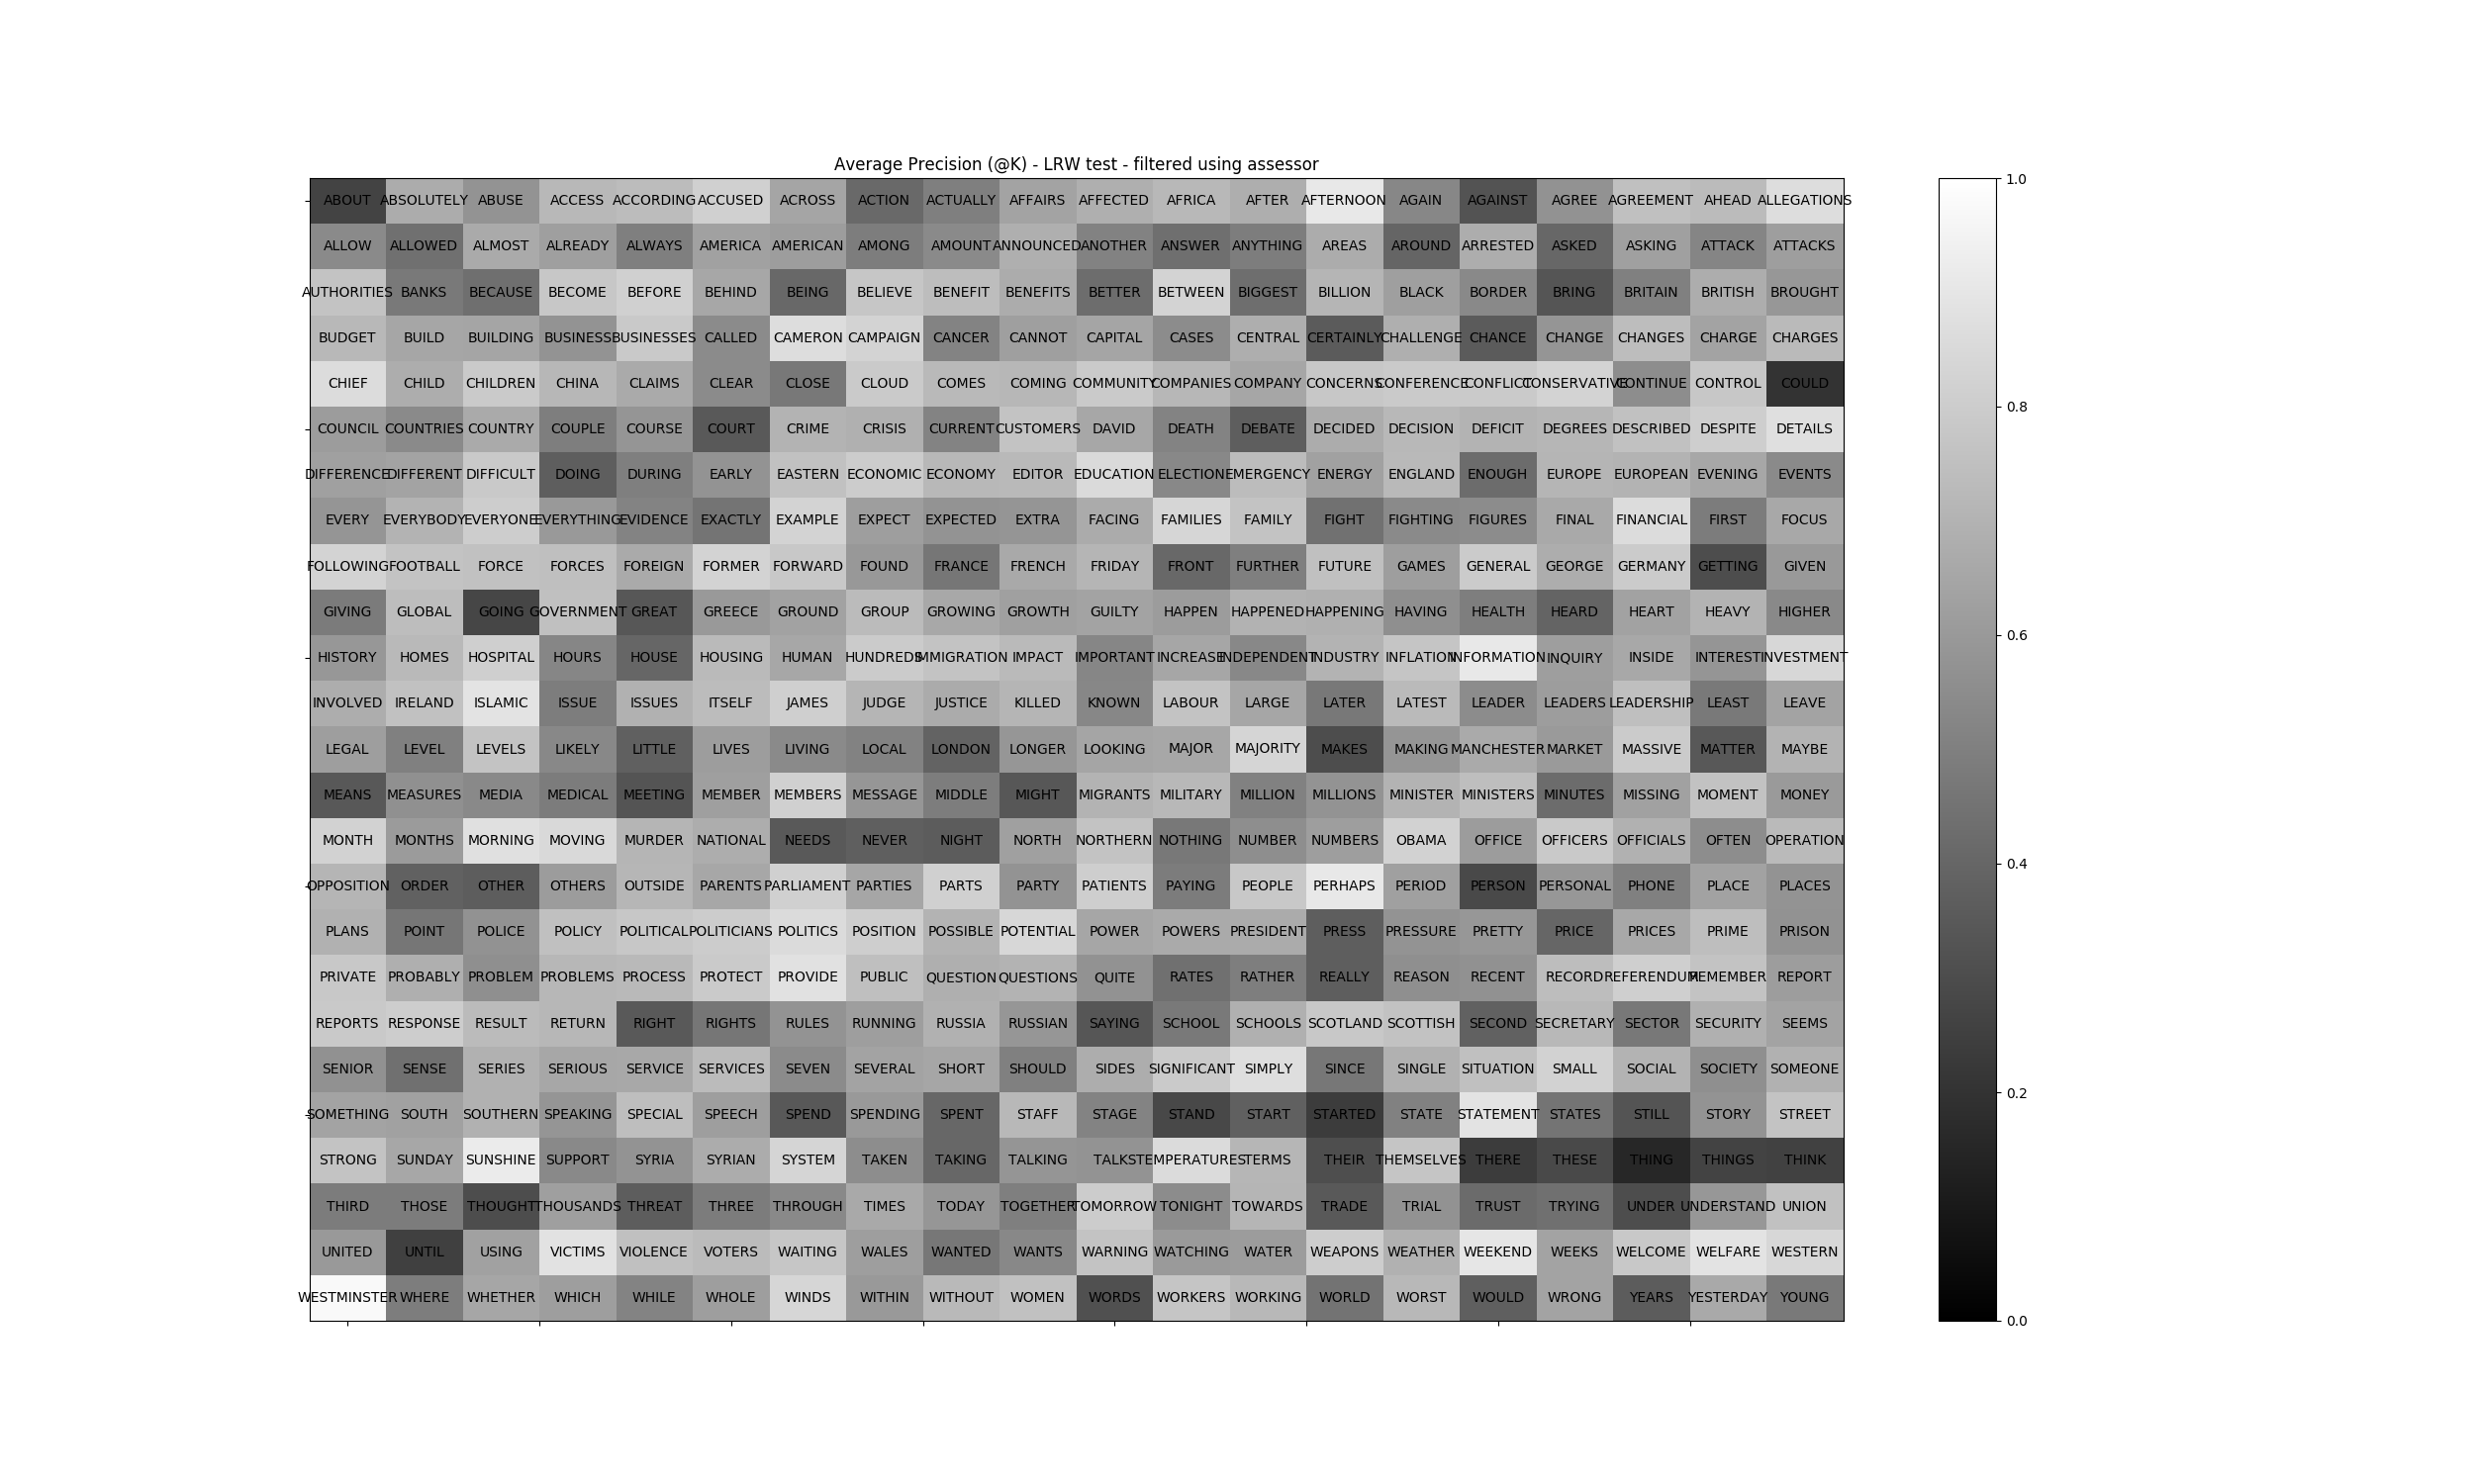 Average Precision (@K) - LRW test - filtered using assessor
ABOUT ABSOLUTELY ABUSE ACCESS ACCORDING ACCUSED ACROSS ACTION ACTUALLY AFFAIRS AFFECTED AFRICA AFTER AFTERNOON AGAIN AGAINST AGREE AGREEMENT AHEAD ALLEGATIONS
ALLOW ALLOWED ALMOST ALREADY ALWAYS AMERICA AMERICAN AMONG AMOUNT ANNOUNCED ANOTHER ANSWER ANYTHING AREAS AROUND ARRESTED ASKED ASKING ATTACK ATTACKS
AUTHORITIES BANKS BECAUSE BECOME BEFORE BEHIND BEING BELIEVE BENEFIT BENEFITS BETTER BETWEEN BIGGEST BILLION BLACK BORDER BRING BRITAIN BRITISH BROUGHT
BUDGET BUILD BUILDING BUSINESS BUSINESSES CALLED CAMERON CAMPAIGN CANCER CANNOT CAPITAL CASES CENTRAL CERTAINLY CHALLENGE CHANCE CHANGE CHANGES CHARGE CHARGES
CHIEF CHILD CHILDREN CHINA CLAIMS CLEAR CLOSE CLOUD COMES COMING COMMUNITY COMPANIES COMPANY CONCERNS CONFERENCE CONFLICT CONSERVATIVE CONTINUE CONTROL COULD
COUNCIL COUNTRIES COUNTRY COUPLE COURSE COURT CRIME CRISIS CURRENT CUSTOMERS DAVID DEATH DEBATE DECIDED DECISION DEFICIT DEGREES DESCRIBED DESPITE DETAILS
DIFFERENCE DIFFERENT DIFFICULT DOING DURING EARLY EASTERN ECONOMIC ECONOMY EDITOR EDUCATION ELECTION EMERGENCY ENERGY ENGLAND ENOUGH EUROPE EUROPEAN EVENING EVENTS
EVERY EVERYBODY EVERYONE EVERYTHING EVIDENCE EXACTLY EXAMPLE EXPECT EXPECTED EXTRA FACING FAMILIES FAMILY FIGHT FIGHTING FIGURES FINAL FINANCIAL FIRST FOCUS
FOLLOWING FOOTBALL FORCE FORCES FOREIGN FORMER FORWARD FOUND FRANCE FRENCH FRIDAY FRONT FURTHER FUTURE GAMES GENERAL GEORGE GERMANY GETTING GIVEN
GIVING GLOBAL GOING GOVERNMENT GREAT GREECE GROUND GROUP GROWING GROWTH GUILTY HAPPEN HAPPENED HAPPENING HAVING HEALTH HEARD HEART HEAVY HIGHER
HISTORY HOMES HOSPITAL HOURS HOUSE HOUSING HUMAN HUNDREDS IMMIGRATION IMPACT IMPORTANT INCREASE INDEPENDENT INDUSTRY INFLATION INFORMATION INQUIRY INSIDE INTEREST INVESTMENT
INVOLVED IRELAND ISLAMIC ISSUE ISSUES ITSELF JAMES JUDGE JUSTICE KILLED KNOWN LABOUR LARGE LATER LATEST LEADER LEADERS LEADERSHIP LEAST LEAVE
LEGAL LEVEL LEVELS LIKELY LITTLE LIVES LIVING LOCAL LONDON LONGER LOOKING MAJOR MAJORITY MAKES MAKING MANCHESTER MARKET MASSIVE MATTER MAYBE
MEANS MEASURES MEDIA MEDICAL MEETING MEMBER MEMBERS MESSAGE MIDDLE MIGHT MIGRANTS MILITARY MILLION MILLIONS MINISTER MINISTERS MINUTES MISSING MOMENT MONEY
MONTH MONTHS MORNING MOVING MURDER NATIONAL NEEDS NEVER NIGHT NORTH NORTHERN NOTHING NUMBER NUMBERS OBAMA OFFICE OFFICERS OFFICIALS OFTEN OPERATION
OPPOSITION ORDER OTHER OTHERS OUTSIDE PARENTS PARLIAMENT PARTIES PARTS PARTY PATIENTS PAYING PEOPLE PERHAPS PERIOD PERSON PERSONAL PHONE PLACE PLACES
PLANS POINT POLICE POLICY POLITICAL POLITICIANS POLITICS POSITION POSSIBLE POTENTIAL POWER POWERS PRESIDENT PRESS PRESSURE PRETTY PRICE PRICES PRIME PRISON
PRIVATE PROBABLY PROBLEM PROBLEMS PROCESS PROTECT PROVIDE PUBLIC QUESTION QUESTIONS QUITE RATES RATHER REALLY REASON RECENT RECORD REFERENDUM REMEMBER REPORT
REPORTS RESPONSE RESULT RETURN RIGHT RIGHTS RULES RUNNING RUSSIA RUSSIAN SAYING SCHOOL SCHOOLS SCOTLAND SCOTTISH SECOND SECRETARY SECTOR SECURITY SEEMS
SENIOR SENSE SERIES SERIOUS SERVICE SERVICES SEVEN SEVERAL SHORT SHOULD SIDES SIGNIFICANT SIMPLY SINCE SINGLE SITUATION SMALL SOCIAL SOCIETY SOMEONE
SOMETHING SOUTH SOUTHERN SPEAKING SPECIAL SPEECH SPEND SPENDING SPENT STAFF STAGE STAND START STARTED STATE STATEMENT STATES STILL STORY STREET
STRONG SUNDAY SUNSHINE SUPPORT SYRIA SYRIAN SYSTEM TAKEN TAKING TALKING TALKS TEMPERATURES TERMS THEIR THEMSELVES THERE THESE THING THINGS THINK
THIRD THOSE THOUGHT THOUSANDS THREAT THREE THROUGH TIMES TODAY TOGETHER TOMORROW TONIGHT TOWARDS TRADE TRIAL TRUST TRYING UNDER UNDERSTAND UNION
UNITED UNTIL USING VICTIMS VIOLENCE VOTERS WAITING WALES WANTED WANTS WARNING WATCHING WATER WEAPONS WEATHER WEEKEND WEEKS WELCOME WELFARE WESTERN
WESTMINSTER WHERE WHETHER WHICH WHILE WHOLE WINDS WITHIN WITHOUT WOMEN WORDS WORKERS WORKING WORLD WORST WOULD WRONG YEARS YESTERDAY YOUNG
1.0
0.8
0.6
0.4
0.2
0.0